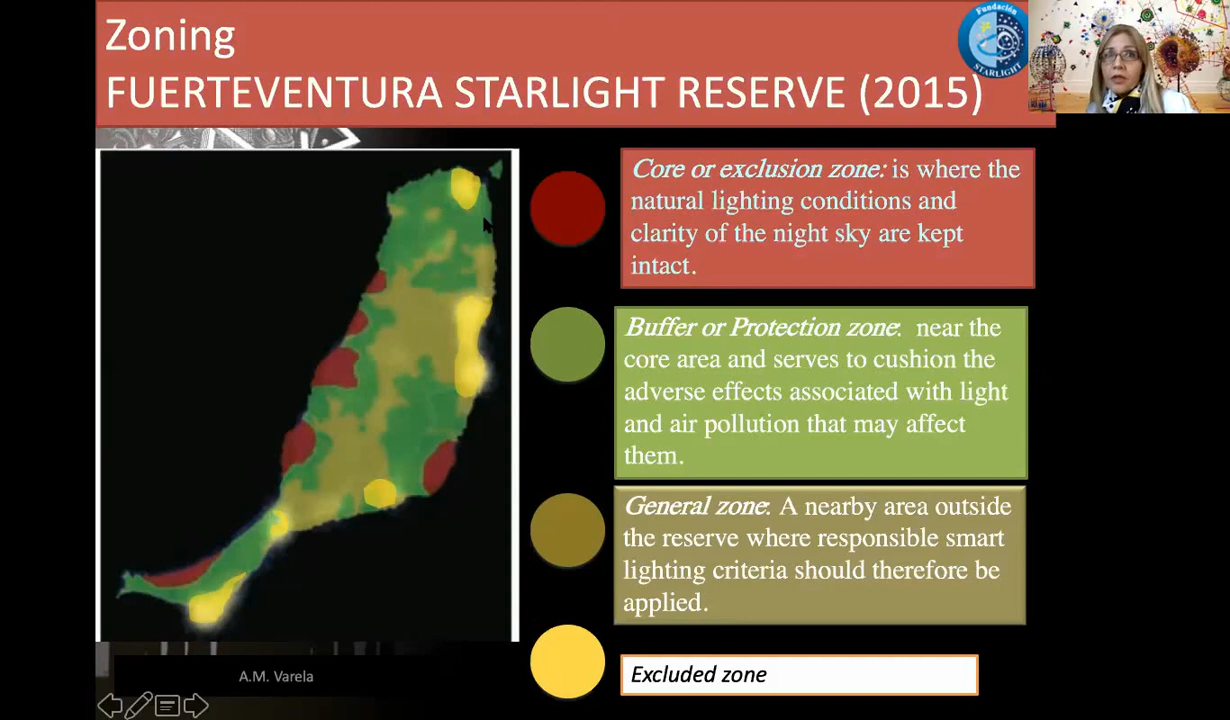 Zoning
FUERTEVENTURA STARLIGHT RESERVE (2015)
Fundación
STARLIGHT
Core or exclusion zone: is where the
natural lighting conditions and
clarity of the night sky are kept
intact.
Buffer or Protection zone: near the
core area and serves to cushion the
adverse effects associated with light
and air pollution that may affect
them.
General zone: A nearby area outside
the reserve where responsible smart
lighting criteria should therefore be
applied.
Excluded zone
A.M. Varela